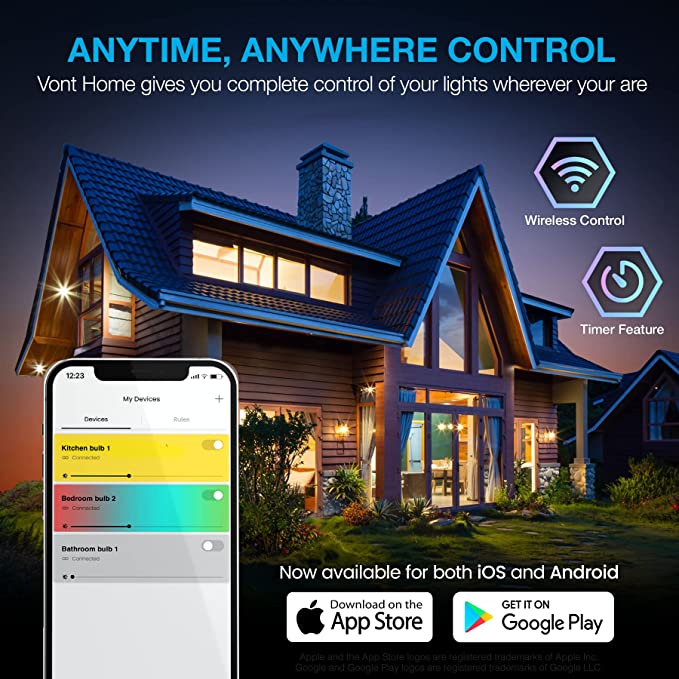 ANYTIME, ANYWHERE CONTROL
Vont Home gives you complete control of your lights wherever your are
Wireless Control
Timer Feature
12:23
My Devices
+
Devices
Rules
Kitchen bulb 1
Connected
Bedroom bulb 2
Connected
Bathroom bulb 1
Connected
Now available for both iOS and Android
Download on the
App Store
GET IT ON
Google Play
Apple and the App Store logos are registered trademarks of Apple Inc.
Google and Google Play logos are registered trademarks of Google LLC.